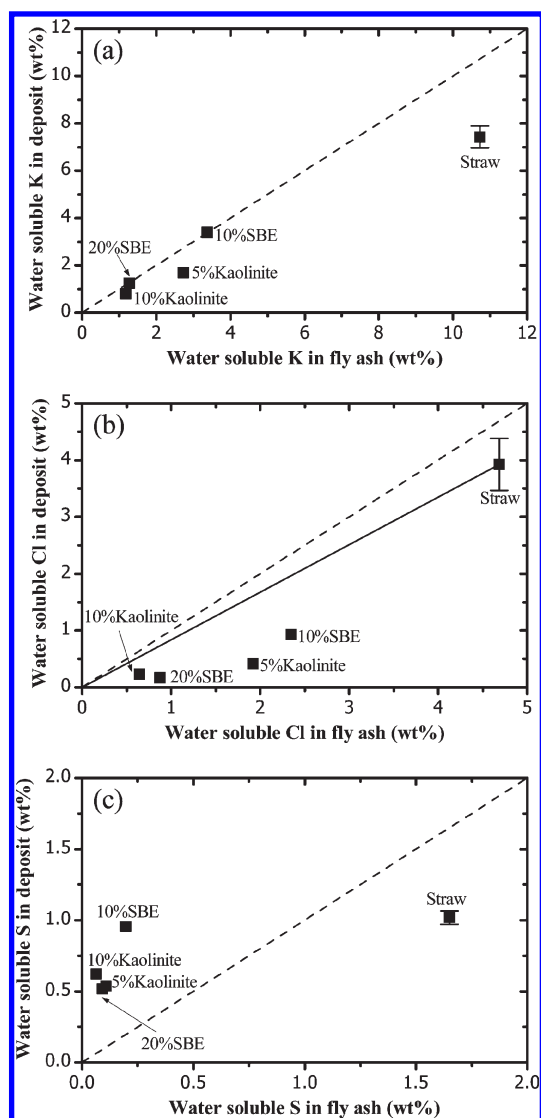 (a)
Water soluble K in deposit (wt%)
12
10
8
6
4
2
0
Straw
10%SBE
20%SBE
5%Kaolinite
10%Kaolinite
0 2 4 6 8 10 12
Water soluble K in fly ash (wt%)
(b)
Water soluble Cl in deposit (wt%)
5
4
3
2
1
0
Straw
10%Kaolinite
10%SBE
5%Kaolinite
20%SBE
0 1 2 3 4 5
Water soluble Cl in fly ash (wt%)
(c)
Water soluble S in deposit (wt%)
2.0
1.5
1.0
0.5
0.0
Straw
10%SBE
10%Kaolinite
5%Kaolinite
20%SBE
0.0 0.5 1.0 1.5 2.0
Water soluble S in fly ash (wt%)